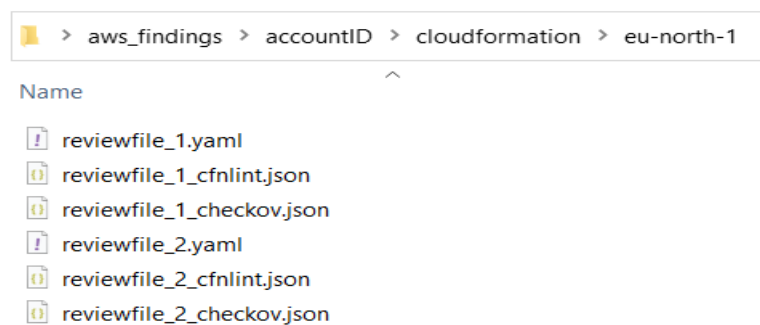 > aws_findings > accountID > cloudformation > eu-north-1
Name
reviewfile_1.yaml
reviewfile_1_cfnlint.json
reviewfile_1_checkov.json
reviewfile_2.yaml
reviewfile_2_cfnlint.json
reviewfile_2_checkov.json